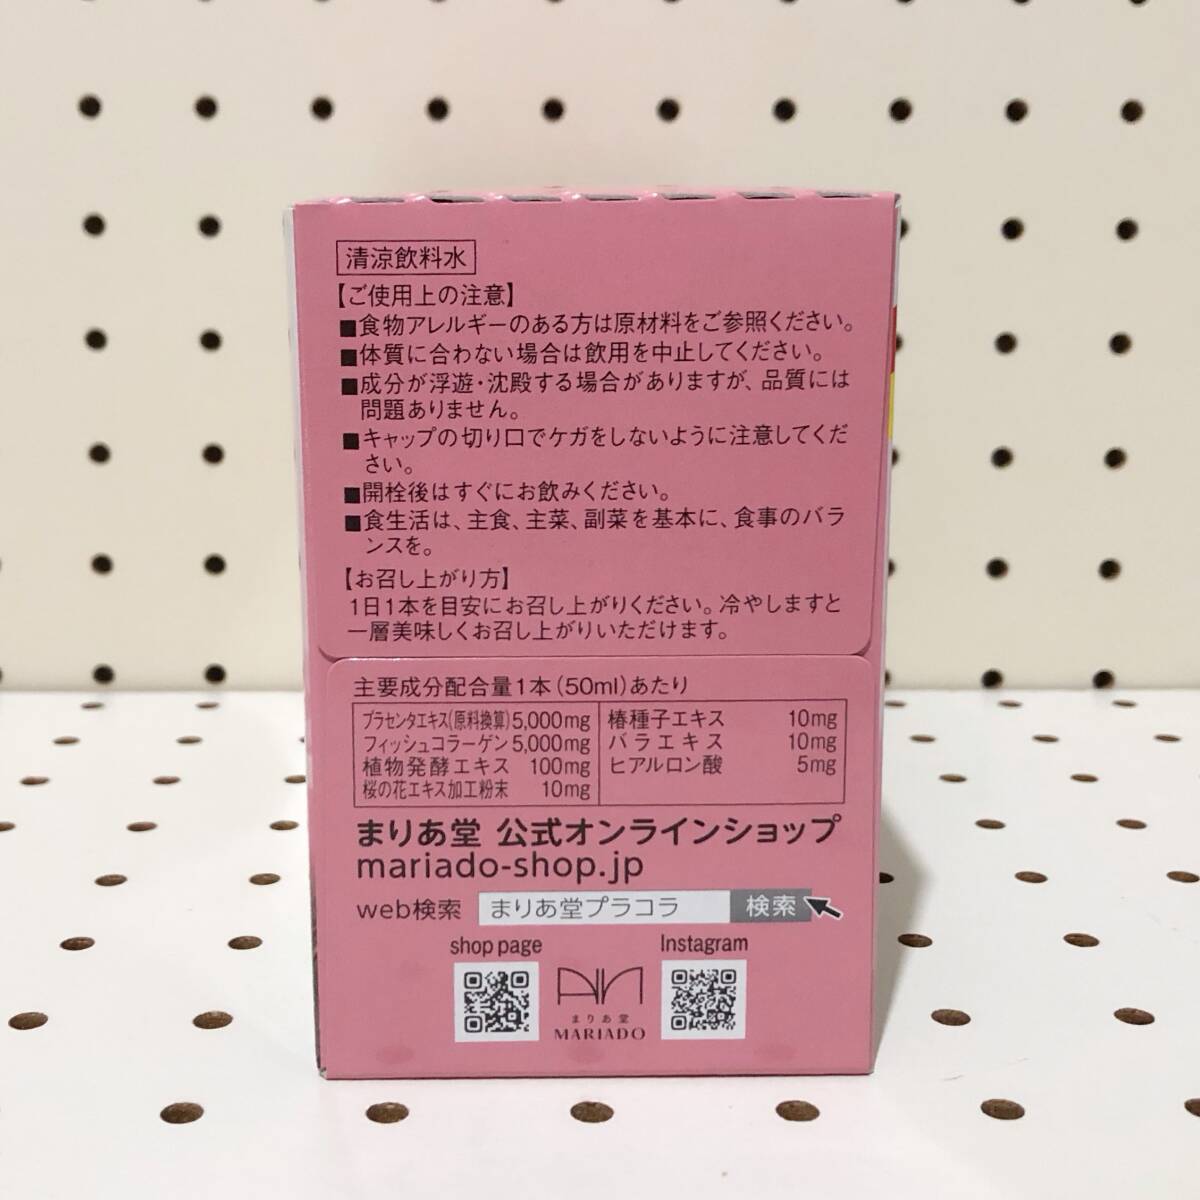 清涼飲料水
【ご使用上の注意】
■食物アレルギーのある方は原材料をご参照ください。
■体質に合わない場合は飲用を中止してください。
■成分が浮遊・沈殿する場合がありますが、品質には
問題ありません。
■キャップの切り口でケガをしないように注意してくだ
さい。
■開栓後はすぐにお飲みください。
■食生活は、主食、主菜、副菜を基本に、食事のバラ
ンスを。
【お召し上がり方】
1日1本を目安にお召し上がりください。冷やしますと
一層美味しくお召し上がりいただけます。
主要成分配合量1本(50ml)あたり
プラセンタエキス(原料換算) 5,000mg
フィッシュコラーゲン 5,000mg
植物発酵エキス 100mg
桜の花エキス加工粉末 10mg
椿種子エキス 10mg
バラエキス 10mg
ヒアルロン酸 5mg
まりあ堂 公式オンラインショップ
mariado-shop.jp
web検索 まりあ堂プラコラ 検索
shop page
Instagram
まりあ堂
MARIADO